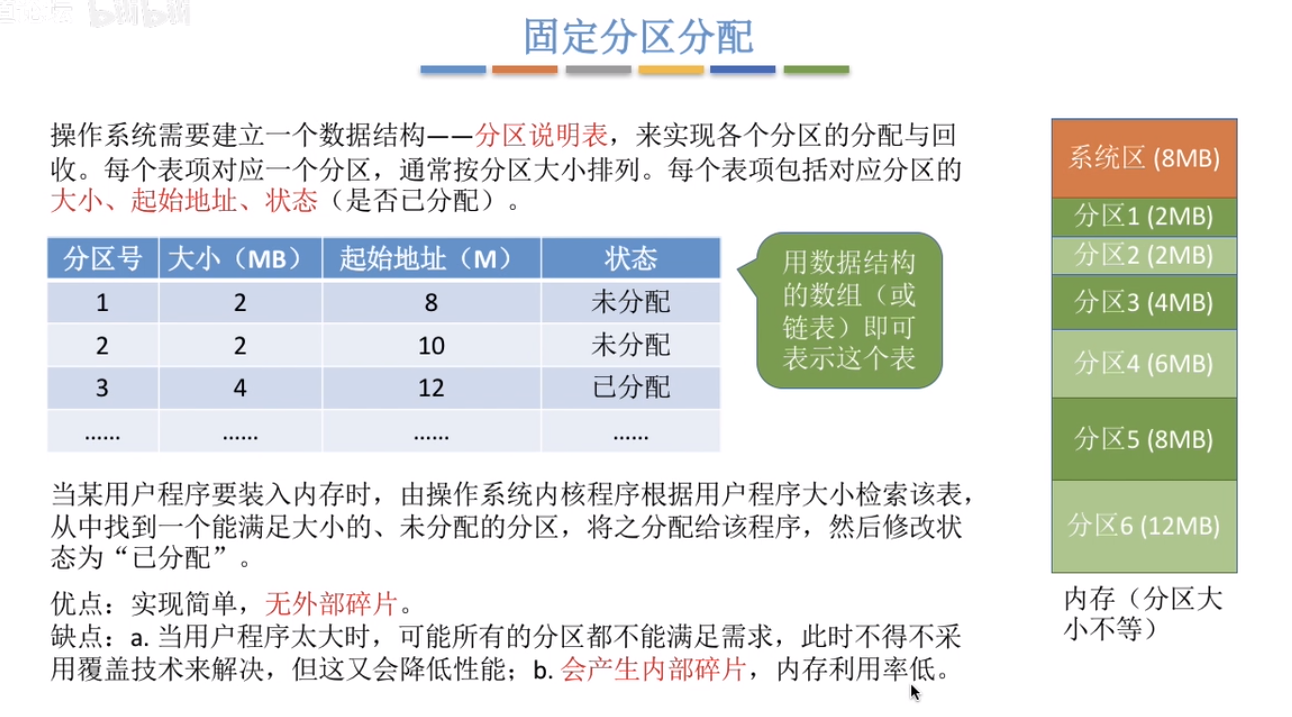 固定分区分配
操作系统需要建立一个数据结构——分区说明表，来实现各个分区的分配与回
收。每个表项对应一个分区，通常按分区大小排列。每个表项包括对应分区的
大小、起始地址、状态（是否已分配）。
分区号 大小（MB） 起始地址（M） 状态
1 2 8 未分配
2 2 10 未分配
3 4 12 已分配
…… …… …… ……
用数据结构
的数组（或
链表）即可
表示这个表
当某用户程序要装入内存时，由操作系统内核程序根据用户程序大小检索该表，
从中找到一个能满足大小的、未分配的分区，将之分配给该程序，然后修改状
态为“已分配”。
优点：实现简单，无外部碎片。
缺点：a. 当用户程序太大时，可能所有的分区都不能满足需求，此时不得不采
用覆盖技术来解决，但这又会降低性能；b. 会产生内部碎片，内存利用率低。
系统区 (8MB)
分区1 (2MB)
分区2 (2MB)
分区3 (4MB)
分区4 (6MB)
分区5 (8MB)
分区6 (12MB)
内存（分区大
小不等）
bilibili